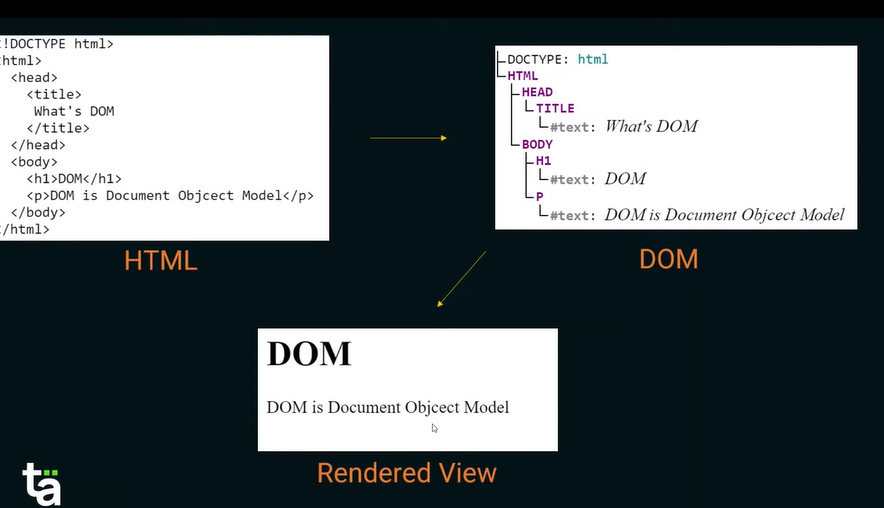 !DOCTYPE html>
html>
<head>
<title>
What's DOM
</title>
</head>
<body>
<h1>DOM</h1>
<p>DOM is Document Objcect Model</p>
</body>
/html>
HTML
DOCTYPE: html
HTML
HEAD
TITLE
#text: What's DOM
BODY
H1
#text: DOM
P
#text: DOM is Document Objcect Model
DOM
DOM
DOM is Document Objcect Model
Rendered View
tä